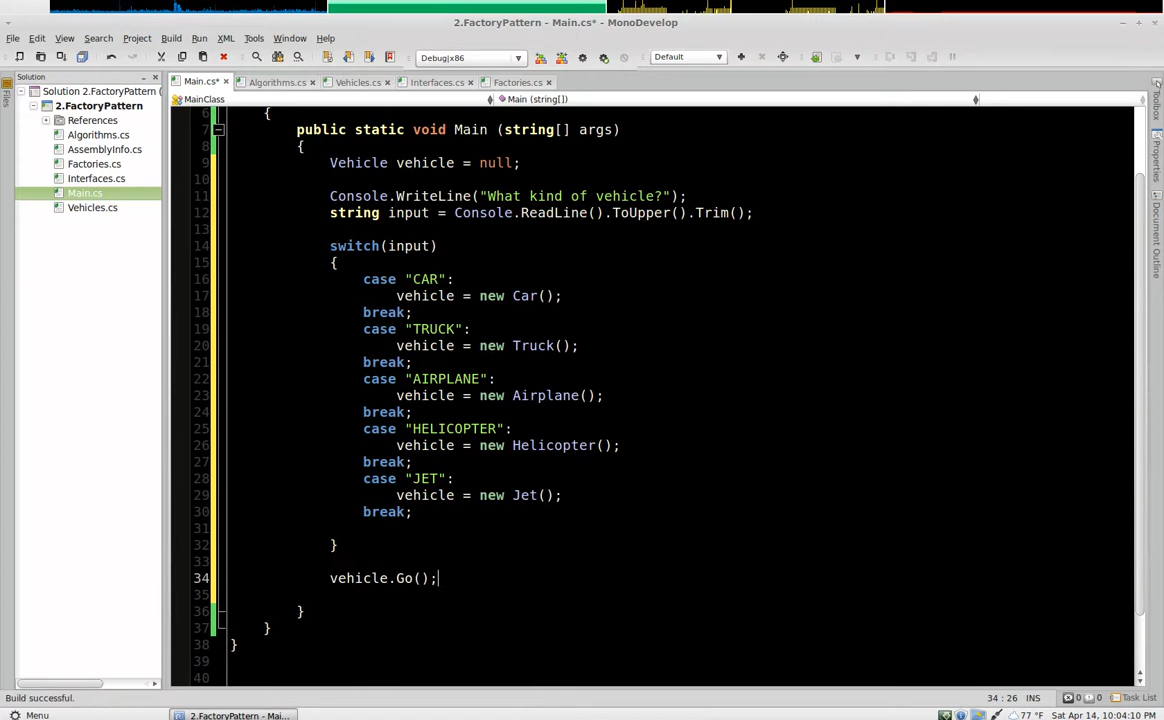 2.FactoryPattern - Main.cs* - MonoDevelop
File Edit View Search Project Build Run XML Tools Window Help
Debug|x86 Default
Solution
Main.cs* Algorithms.cs Vehicles.cs Interfaces.cs Factories.cs
Solution 2.FactoryPattern (
MainClass Main (string[])
2.FactoryPattern
References
Algorithms.cs
AssemblyInfo.cs
Factories.cs
Interfaces.cs
Main.cs
Vehicles.cs
Files
Toolbox
Properties
Document Outline
6 {
7 public static void Main (string[] args)
8 {
9 Vehicle vehicle = null;
10
11 Console.WriteLine("What kind of vehicle?");
12 string input = Console.ReadLine().ToUpper().Trim();
13
14 switch(input)
15 {
16 case "CAR":
17 vehicle = new Car();
18 break;
19 case "TRUCK":
20 vehicle = new Truck();
21 break;
22 case "AIRPLANE":
23 vehicle = new Airplane();
24 break;
25 case "HELICOPTER":
26 vehicle = new Helicopter();
27 break;
28 case "JET":
29 vehicle = new Jet();
30 break;
31
32 }
33
34 vehicle.Go();
35
36 }
37 }
38 }
39
40
Build successful. 34 : 26 INS 0 0 Task List
Menu 2.FactoryPattern - Mai... 77 °F Sat Apr 14, 10:04:10 PM